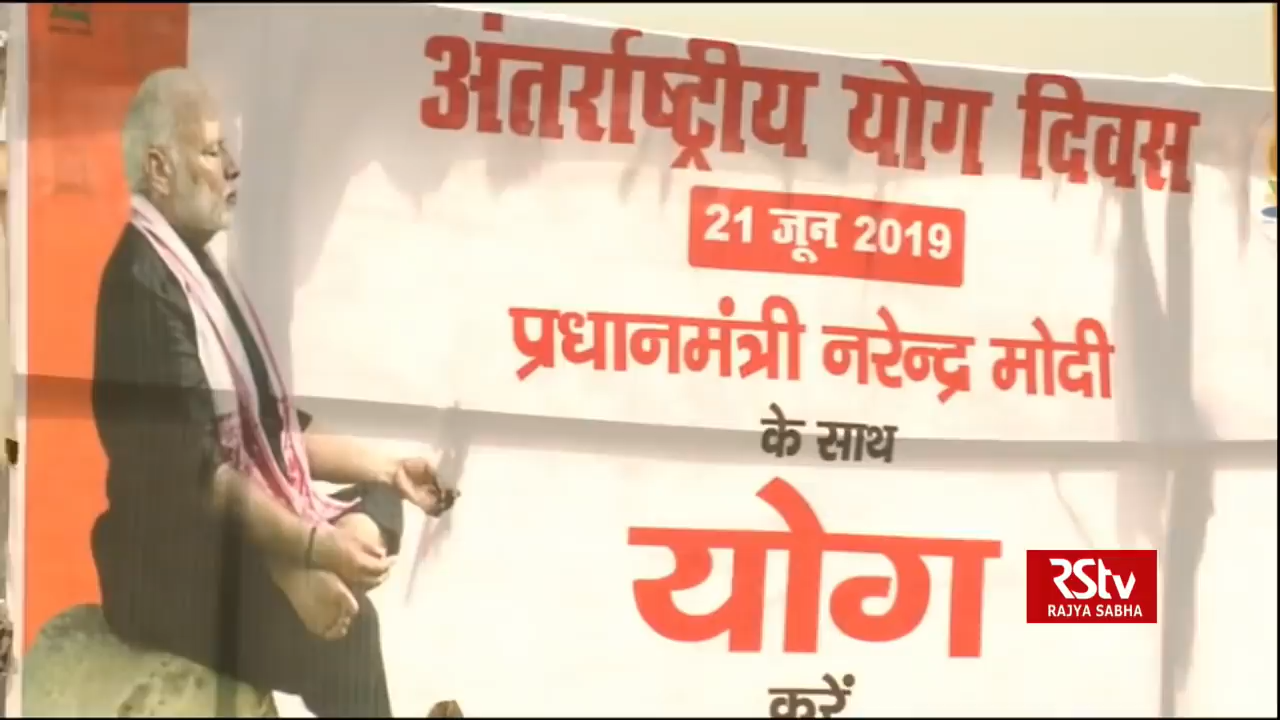 अंतर्राष्ट्रीय योग दिवस
21 जून 2019
प्रधानमंत्री नरेन्द्र मोदी
के साथ
योग
करें
RStv
RAJYA SABHA